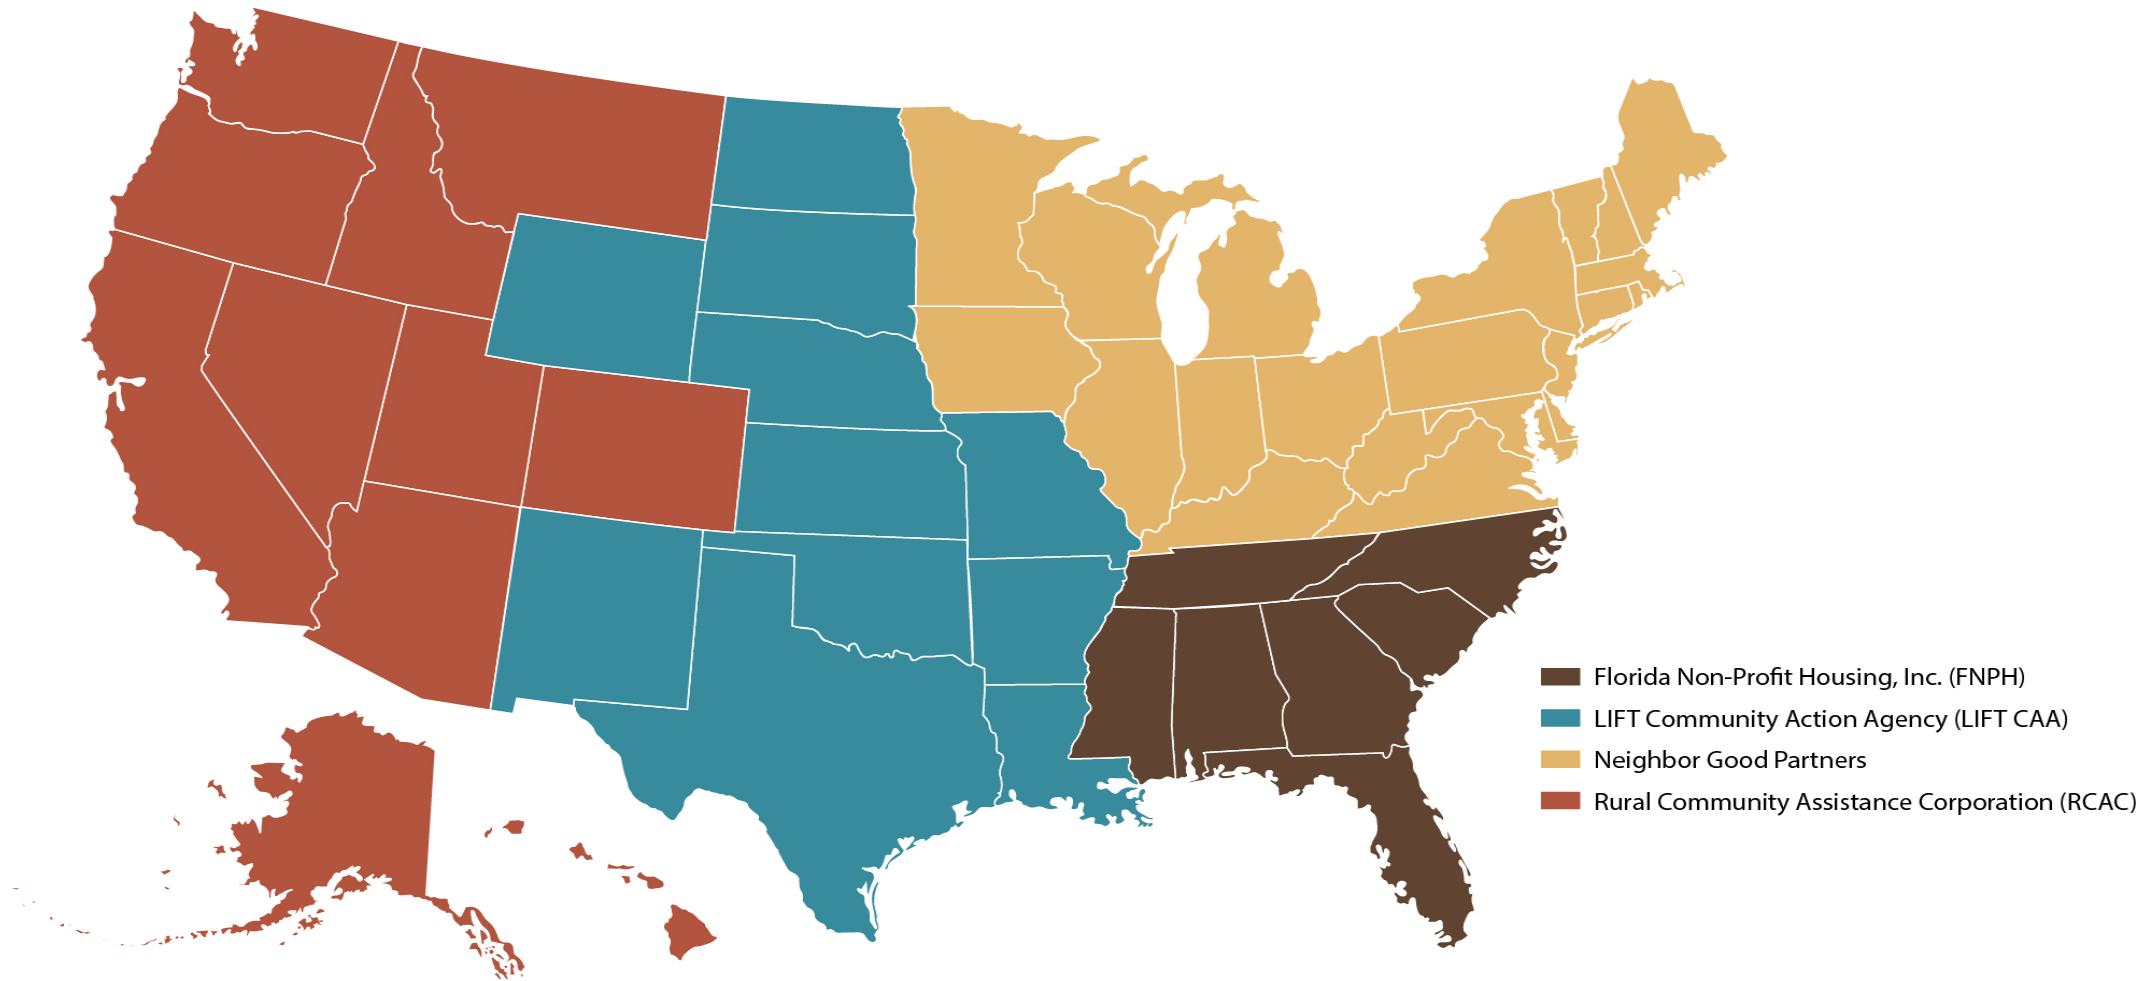 Florida Non-Profit Housing, Inc. (FNPH)
LIFT Community Action Agency (LIFT CAA)
Neighbor Good Partners
Rural Community Assistance Corporation (RCAC)